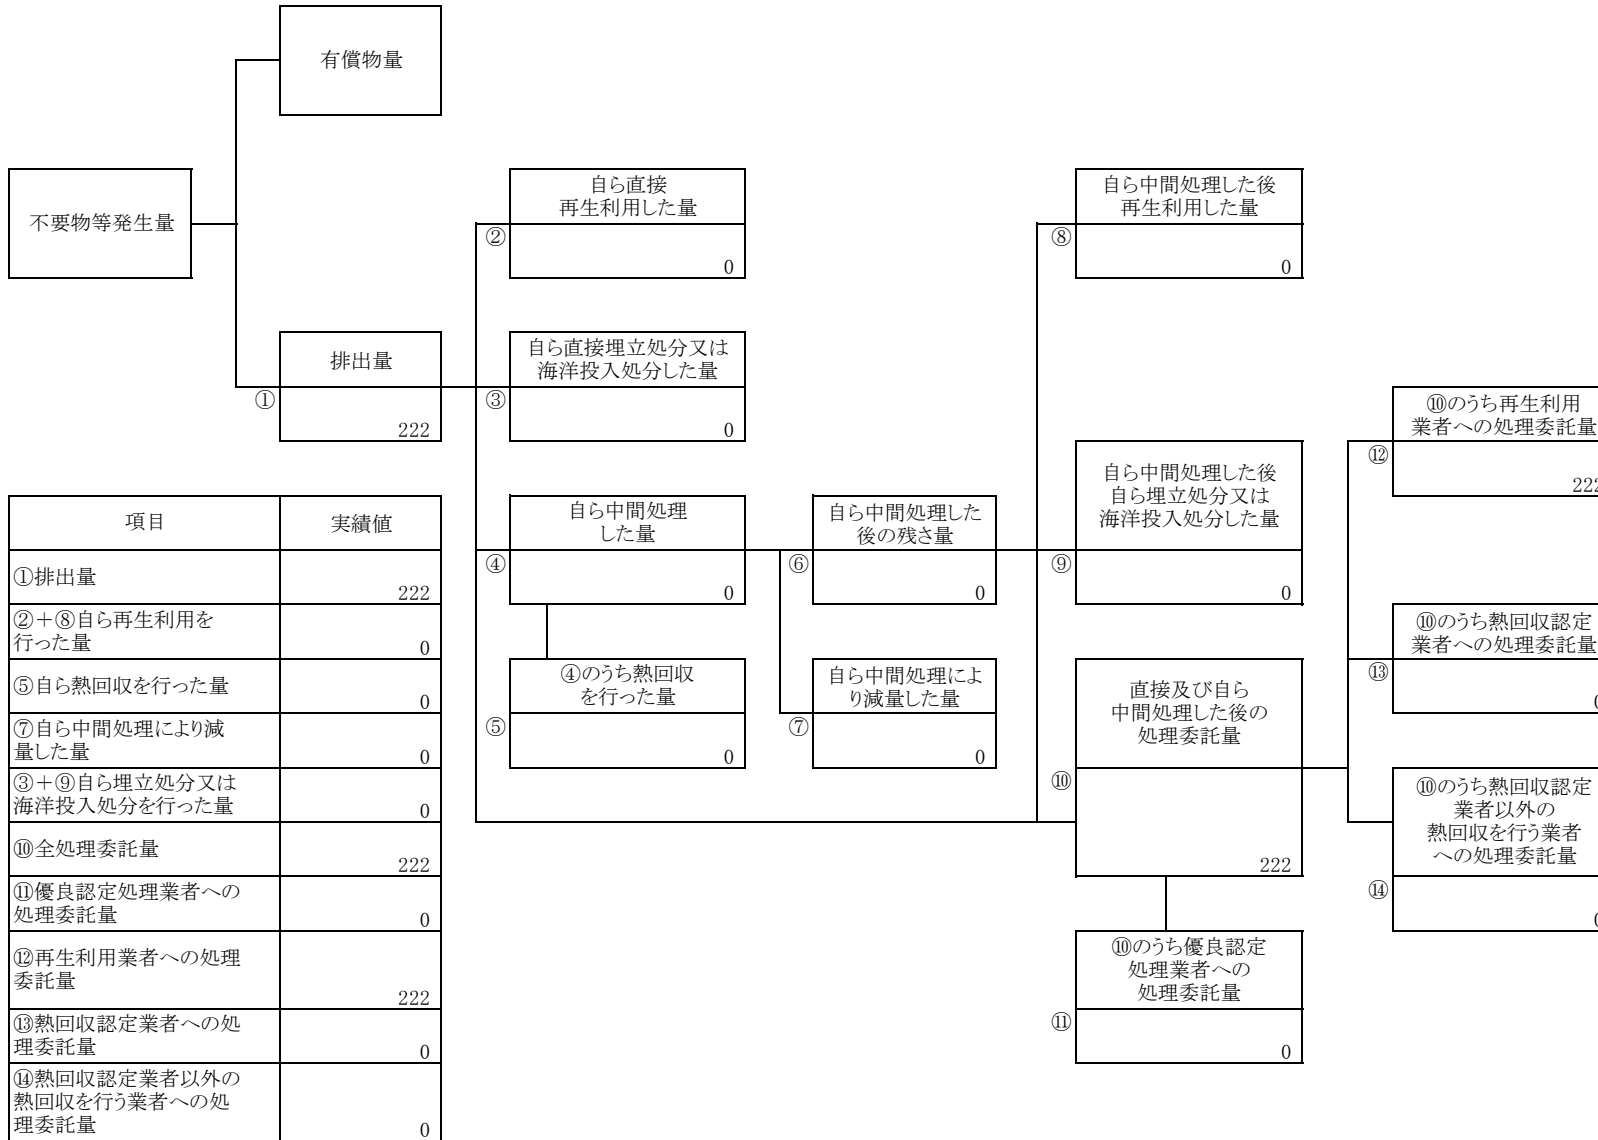 有償物量
不要物等発生量
自ら直接
再生利用した量
②
0
自ら中間処理した後
再生利用した量
⑧
0
排出量
①
222
自ら直接埋立処分又は
海洋投入処分した量
③
0
⑩のうち再生利用
業者への処理委託量
⑫
222
自ら中間処理
した量
④
0
自ら中間処理した
後の残さ量
⑥
0
自ら中間処理した後
自ら埋立処分又は
海洋投入処分した量
⑨
0
⑩のうち熱回収認定
業者への処理委託量
⑬
0
④のうち熱回収
を行った量
⑤
0
自ら中間処理によ
り減量した量
⑦
0
直接及び自ら
中間処理した後の
処理委託量
⑩
222
⑩のうち熱回収認定
業者以外の
熱回収を行う業者
への処理委託量
⑭
0
⑩のうち優良認定
処理業者への
処理委託量
⑪
0
項目 実績値
①排出量
222
②+⑧自ら再生利用を
行った量
0
⑤自ら熱回収を行った量
0
⑦自ら中間処理により減
量した量
0
③+⑨自ら埋立処分又は
海洋投入処分を行った量
0
⑩全処理委託量
222
⑪優良認定処理業者への
処理委託量
0
⑫再生利用業者への処理
委託量
222
⑬熱回収認定業者への処
理委託量
0
⑭熱回収認定業者以外の
熱回収を行う業者への処
理委託量
0